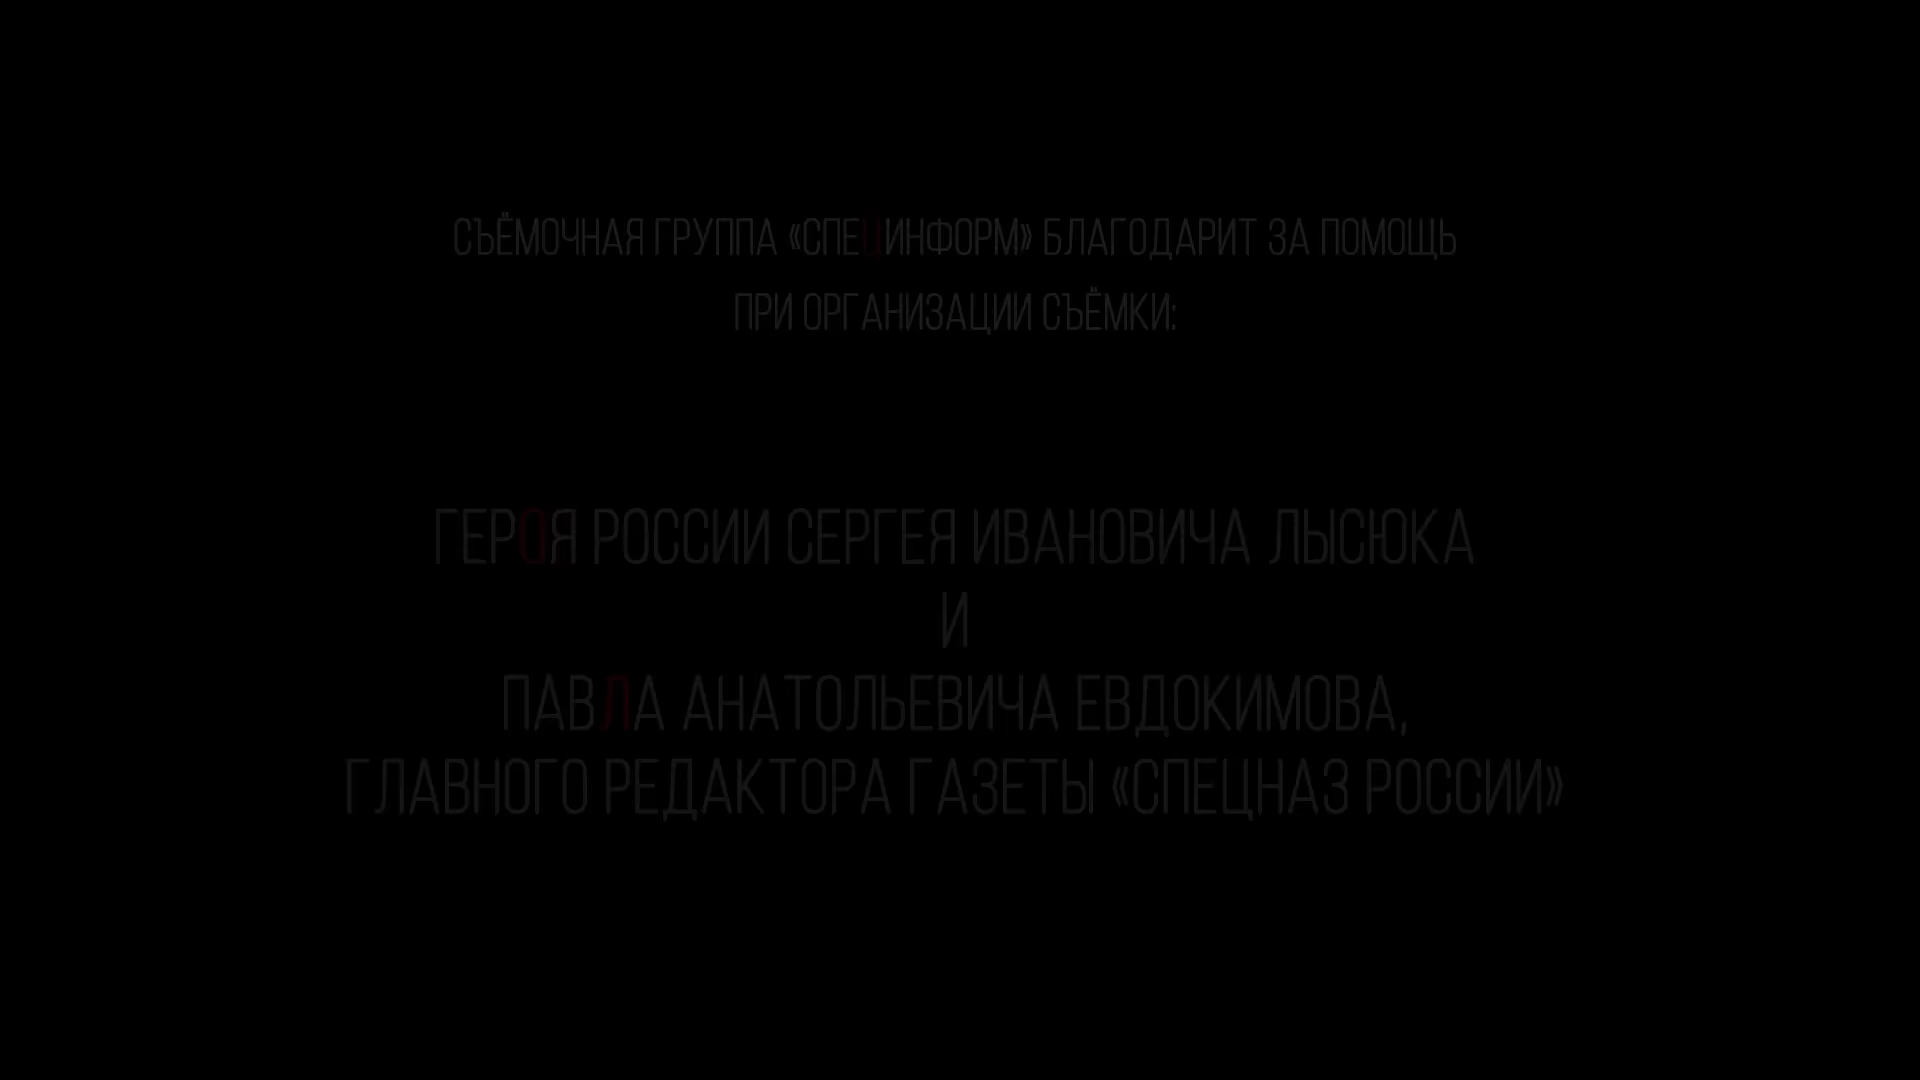 СЪЁМОЧНАЯ ГРУППА «СПЕЦИНФОРМ» БЛАГОДАРИТ ЗА ПОМОЩЬ
ПРИ ОРГАНИЗАЦИИ СЪЁМКИ:
ГЕРОЯ РОССИИ СЕРГЕЯ ИВАНОВИЧА ЛЫСЮКА
И
ПАВЛА АНАТОЛЬЕВИЧА ЕВДОКИМОВА,
ГЛАВНОГО РЕДАКТОРА ГАЗЕТЫ «СПЕЦНАЗ РОССИИ»